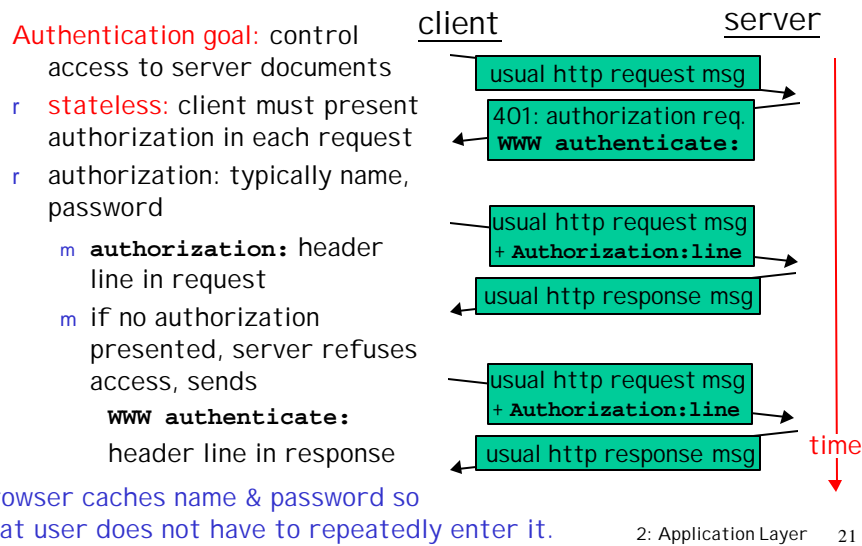 Authentication goal: control
access to server documents
r stateless: client must present
authorization in each request
r authorization: typically name,
password
m authorization: header
line in request
m if no authorization
presented, server refuses
access, sends
WWW authenticate:
header line in response
rowser caches name & password so
at user does not have to repeatedly enter it.
client
server
usual http request msg
401: authorization req.
WWW authenticate:
usual http request msg
+ Authorization:line
usual http response msg
usual http request msg
+ Authorization:line
usual http response msg
time
2: Application Layer 21